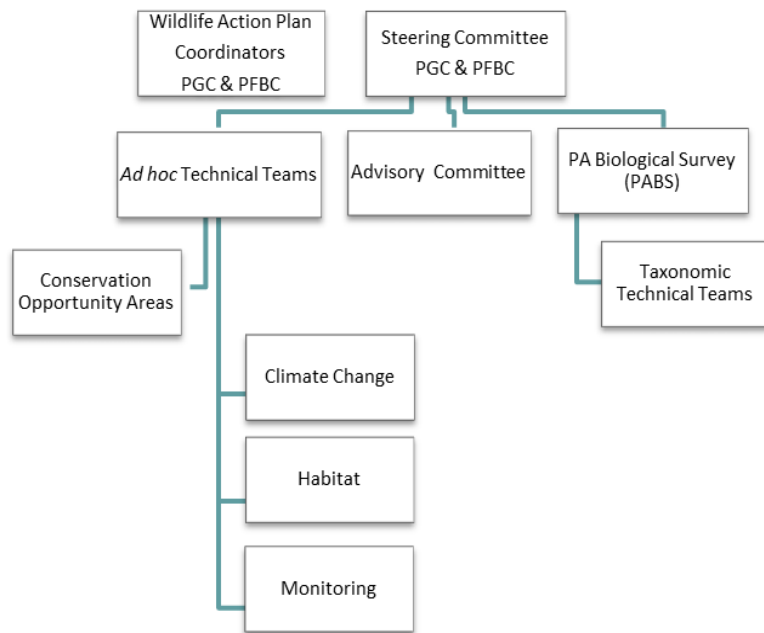 Wildlife Action Plan
Coordinators
PGC & PFBC
Steering Committee
PGC & PFBC
Ad hoc Technical Teams
Advisory Committee
PA Biological Survey
(PABS)
Conservation
Opportunity Areas
Taxonomic
Technical Teams
Climate Change
Habitat
Monitoring